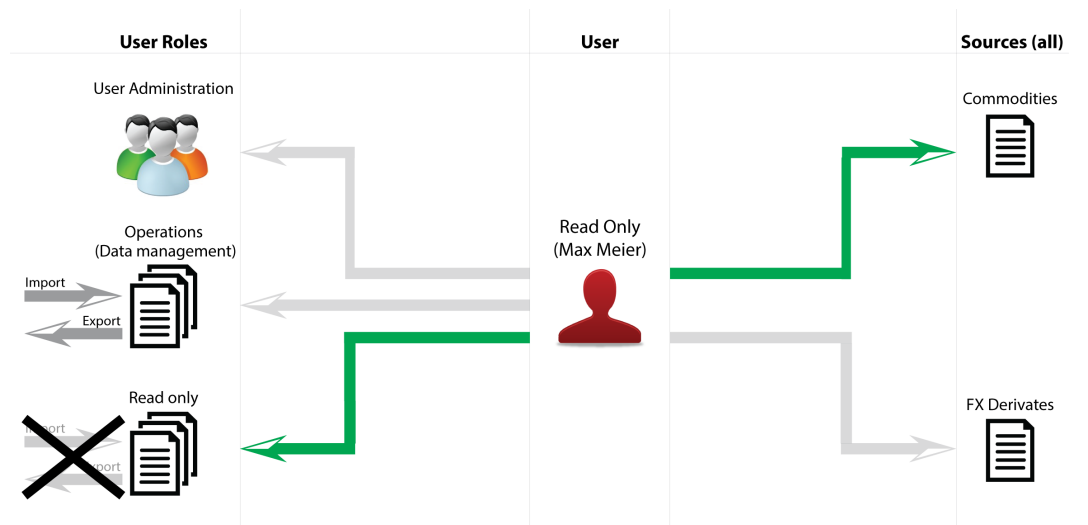 User Roles
User
Sources (all)
User Administration
Commodities
Operations
(Data management)
Import
Export
Read Only
(Max Meier)
Read only
FX Derivates